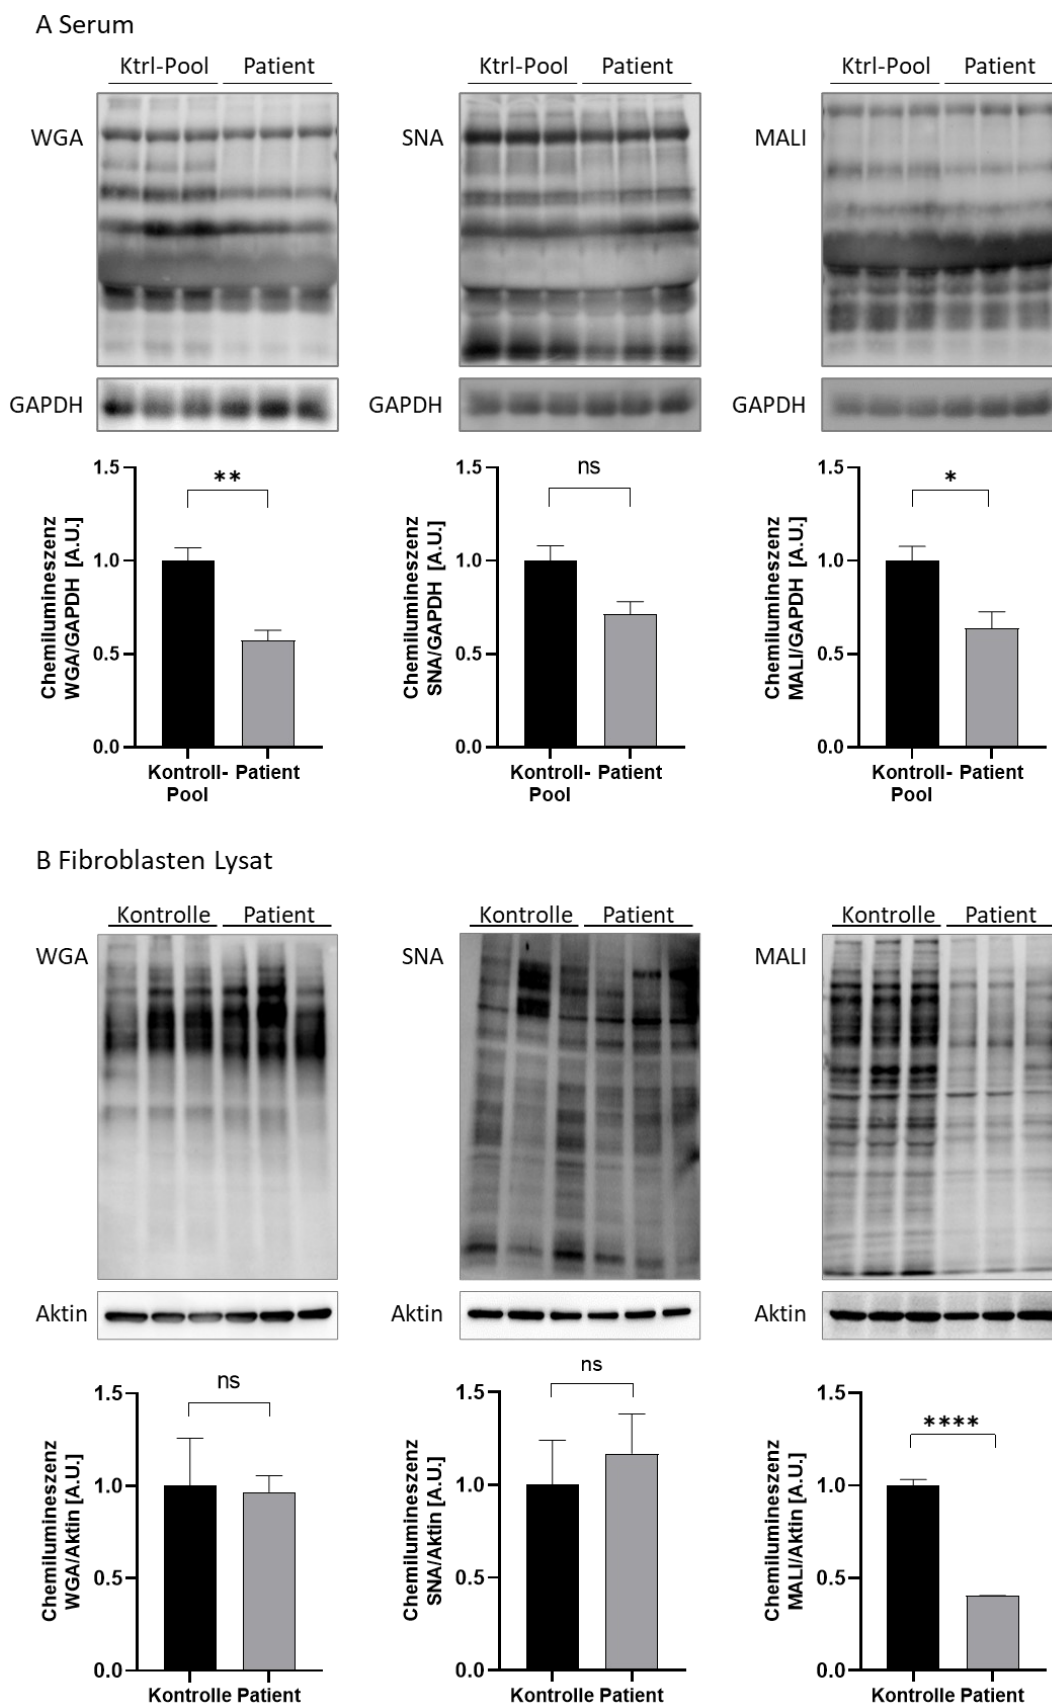 A Serum
Ktrl-Pool Patient Ktrl-Pool Patient Ktrl-Pool Patient
WGA SNA MALI
GAPDH GAPDH GAPDH
Chemilumineszenz
WGA/GAPDH [A.U.]
1.5
1.0
0.5
0.0
**
Kontroll- Patient
Pool
Chemilumineszenz
SNA/GAPDH [A.U.]
1.5
1.0
0.5
0.0
ns
Kontroll- Patient
Pool
Chemilumineszenz
MALI/GAPDH [A.U.]
1.5
1.0
0.5
0.0
*
Kontroll- Patient
Pool
B Fibroblasten Lysat
Kontrolle Patient Kontrolle Patient Kontrolle Patient
WGA SNA MALI
Aktin Aktin Aktin
Chemilumineszenz
WGA/Aktin [A.U.]
1.5
1.0
0.5
0.0
ns
Kontrolle Patient
Chemilumineszenz
SNA/Aktin [A.U.]
1.5
1.0
0.5
0.0
ns
Kontrolle Patient
Chemilumineszenz
MALI/Aktin [A.U.]
1.5
1.0
0.5
0.0
****
Kontrolle Patient